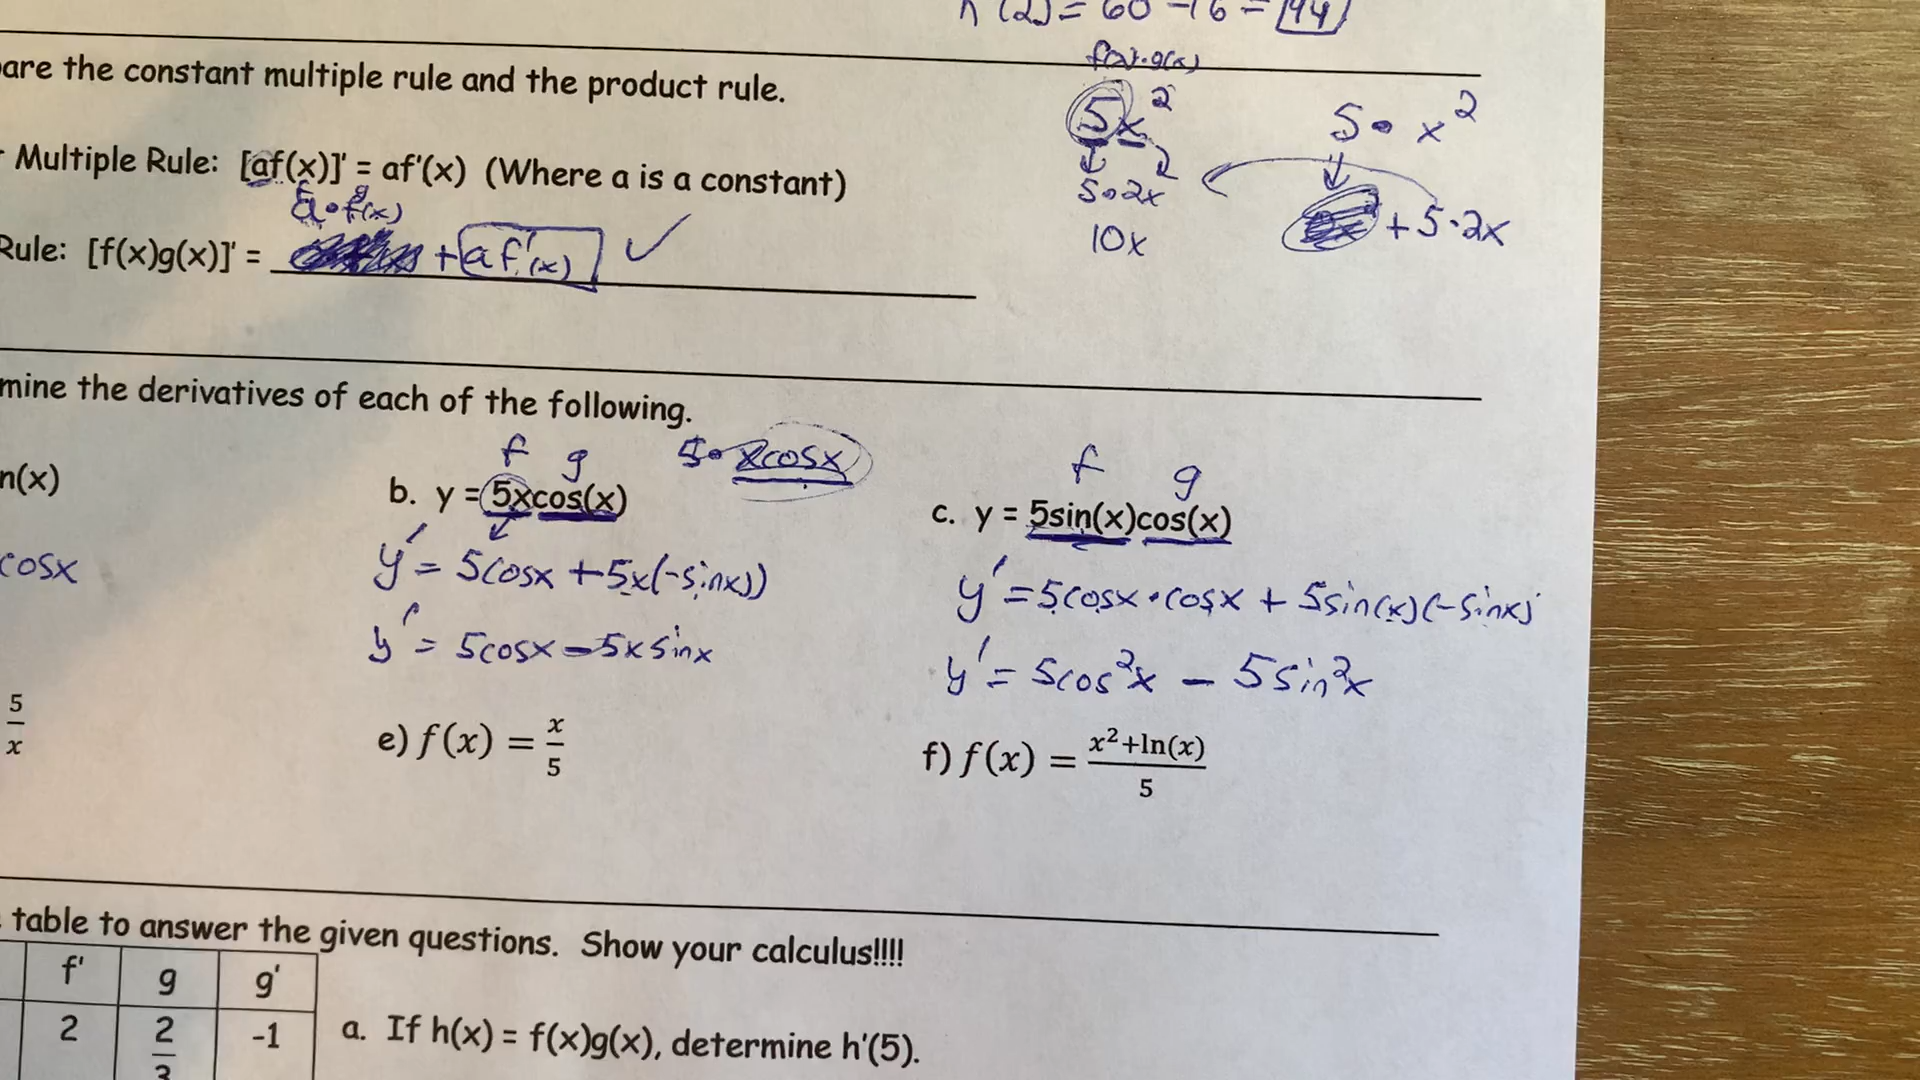 h'(2) = 60 - 16 = 44
f(x)·g(x)
are the constant multiple rule and the product rule.
5x²
5 • x²
Multiple Rule: [af(x)]' = af'(x) (Where a is a constant)
5•2x
f g
a•f(x)
10x
+ 5·2x
Rule: [f(x)g(x)]' = + af'(x) ✓
mine the derivatives of each of the following.
f g
5• xcosx
f g
n(x)
b. y = 5xcos(x)
c. y = 5sin(x)cos(x)
cosx
y' = 5cosx + 5x(-sinx))
y' = 5cosx•cosx + 5sin(x)(-sinx)
y' = 5cosx - 5xsinx
y' = 5cos²x - 5sin²x
5/x
e) f(x) = x/5
f) f(x) = x²+ln(x)/5
table to answer the given questions. Show your calculus!!!!
f' g g'
2 2/3 -1
a. If h(x) = f(x)g(x), determine h'(5).